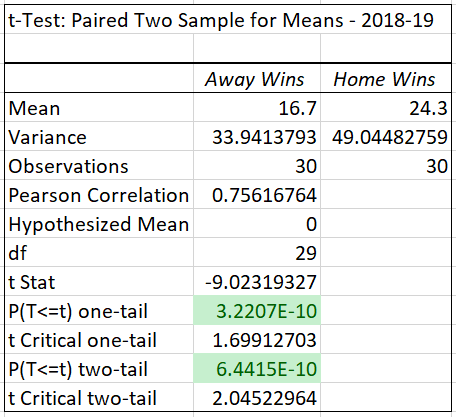 t-Test: Paired Two Sample for Means - 2018-19
Away Wins Home Wins
Mean 16.7 24.3
Variance 33.9413793 49.04482759
Observations 30 30
Pearson Correlation 0.75616764
Hypothesized Mean 0
df 29
t Stat -9.02319327
P(T<=t) one-tail 3.2207E-10
t Critical one-tail 1.69912703
P(T<=t) two-tail 6.4415E-10
t Critical two-tail 2.04522964